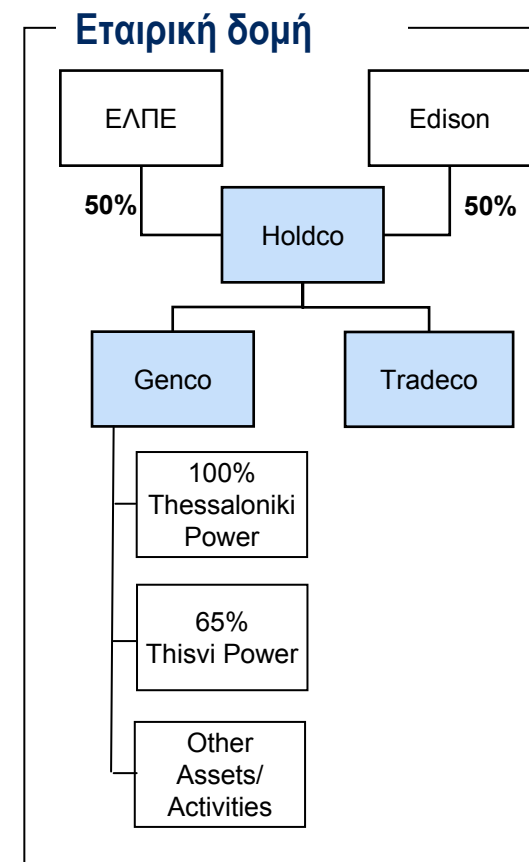 Εταιρική δομή
ΕΛΠΕ
Edison
50%
50%
Holdco
Genco
Tradeco
100%
Thessaloniki
Power
65%
Thisvi Power
Other
Assets/
Activities